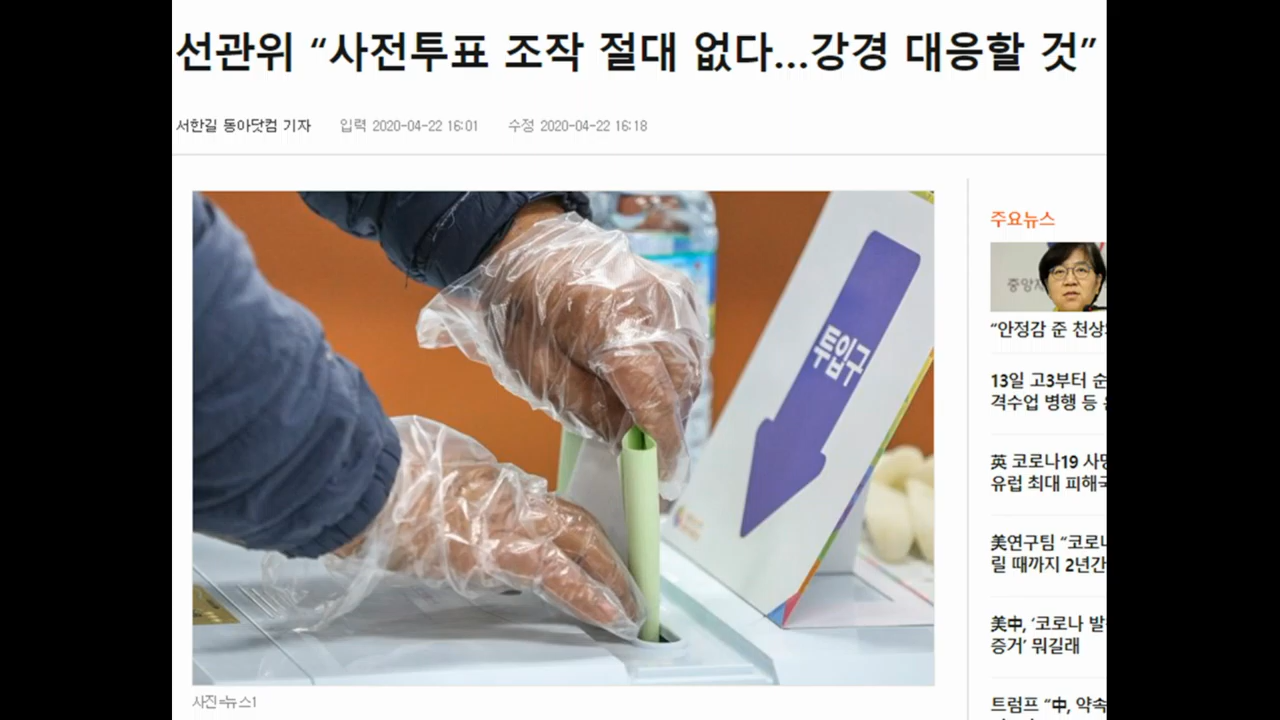 선관위 “사전투표 조작 절대 없다...강경 대응할 것”
서한길 동아닷컴 기자 입력 2020-04-22 16:01 수정 2020-04-22 16:18
투입구
사진=뉴스1
주요뉴스
중앙
“안정감 준 천상
13일 고3부터 순
격수업 병행 등
英 코로나19 사망
유럽 최대 피해국
美연구팀 “코로나
릴 때까지 2년간
美中, ‘코로나 발
증거’ 뭐길래
트럼프 “中, 약속